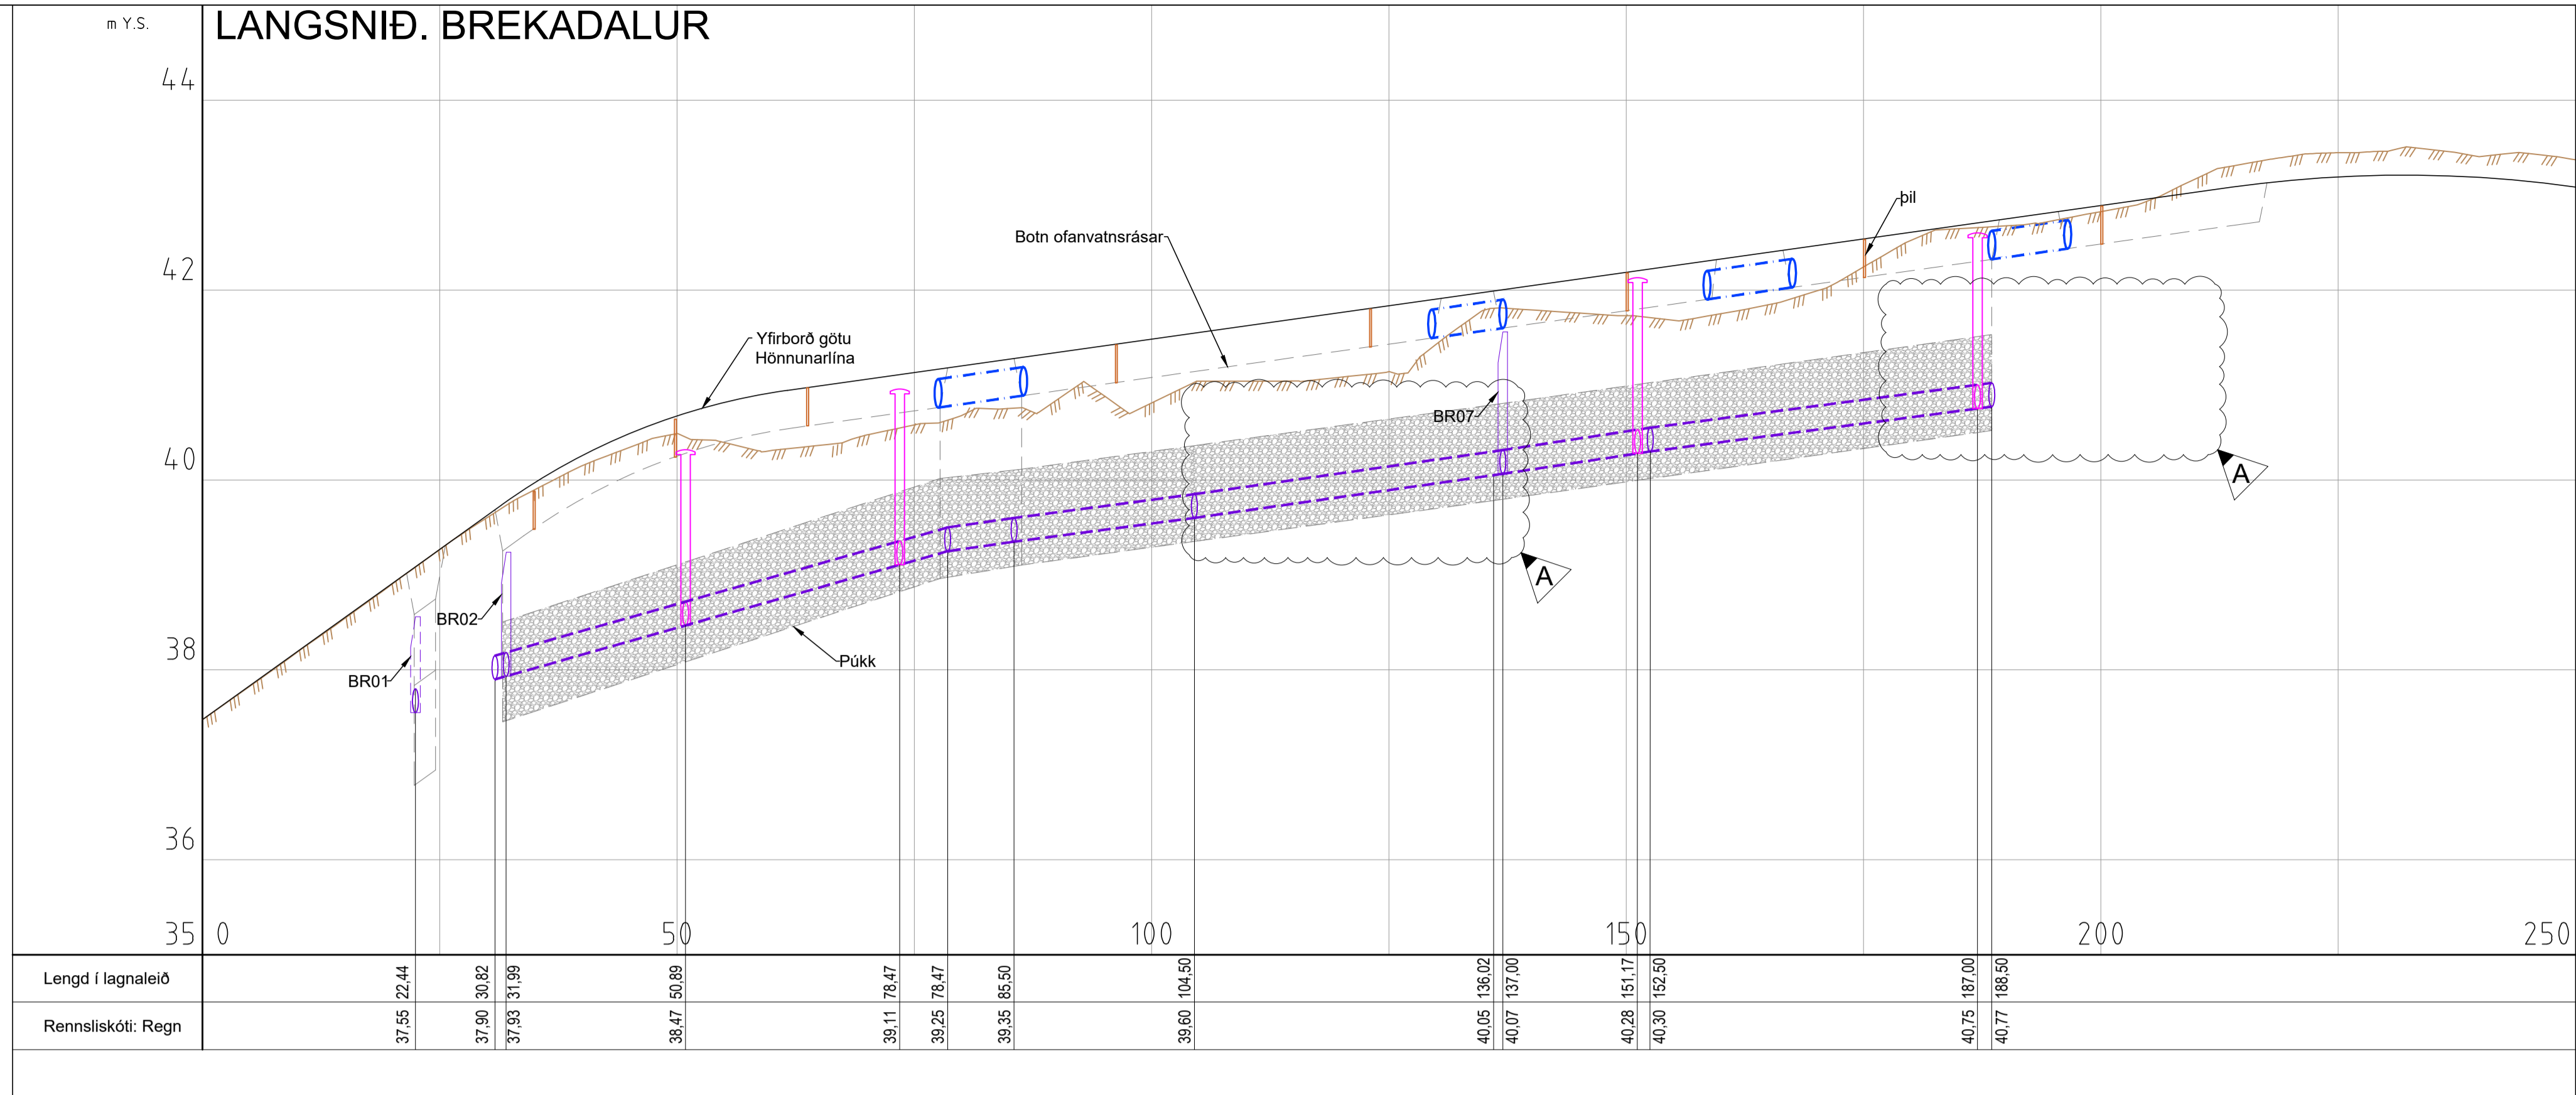 m Y.S.
LANGSNIÐ. BREKADALUR
44
42
40
38
36
35
0
50
100
150
200
250
þil
Botn ofanvatnsrásar
Yfirborð götu
Hönnunarlína
BR07
A
A
BR02
BR01
Púkk
Lengd í lagnaleið
22,44
30,82
31,99
50,89
78,47
78,47
85,50
104,50
136,02
137,00
151,17
152,50
187,00
188,50
Rennsliskóti: Regn
37,55
37,90
37,93
38,47
39,11
39,25
39,35
39,60
40,05
40,07
40,28
40,30
40,75
40,77